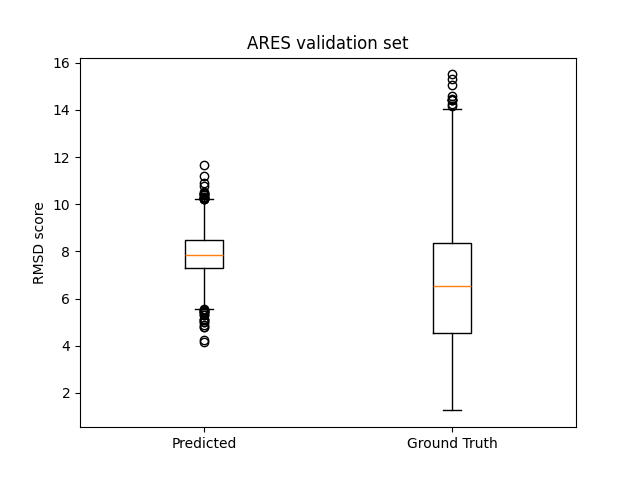 ARES validation set
RMSD score
16
14
12
10
8
6
4
2
Predicted
Ground Truth